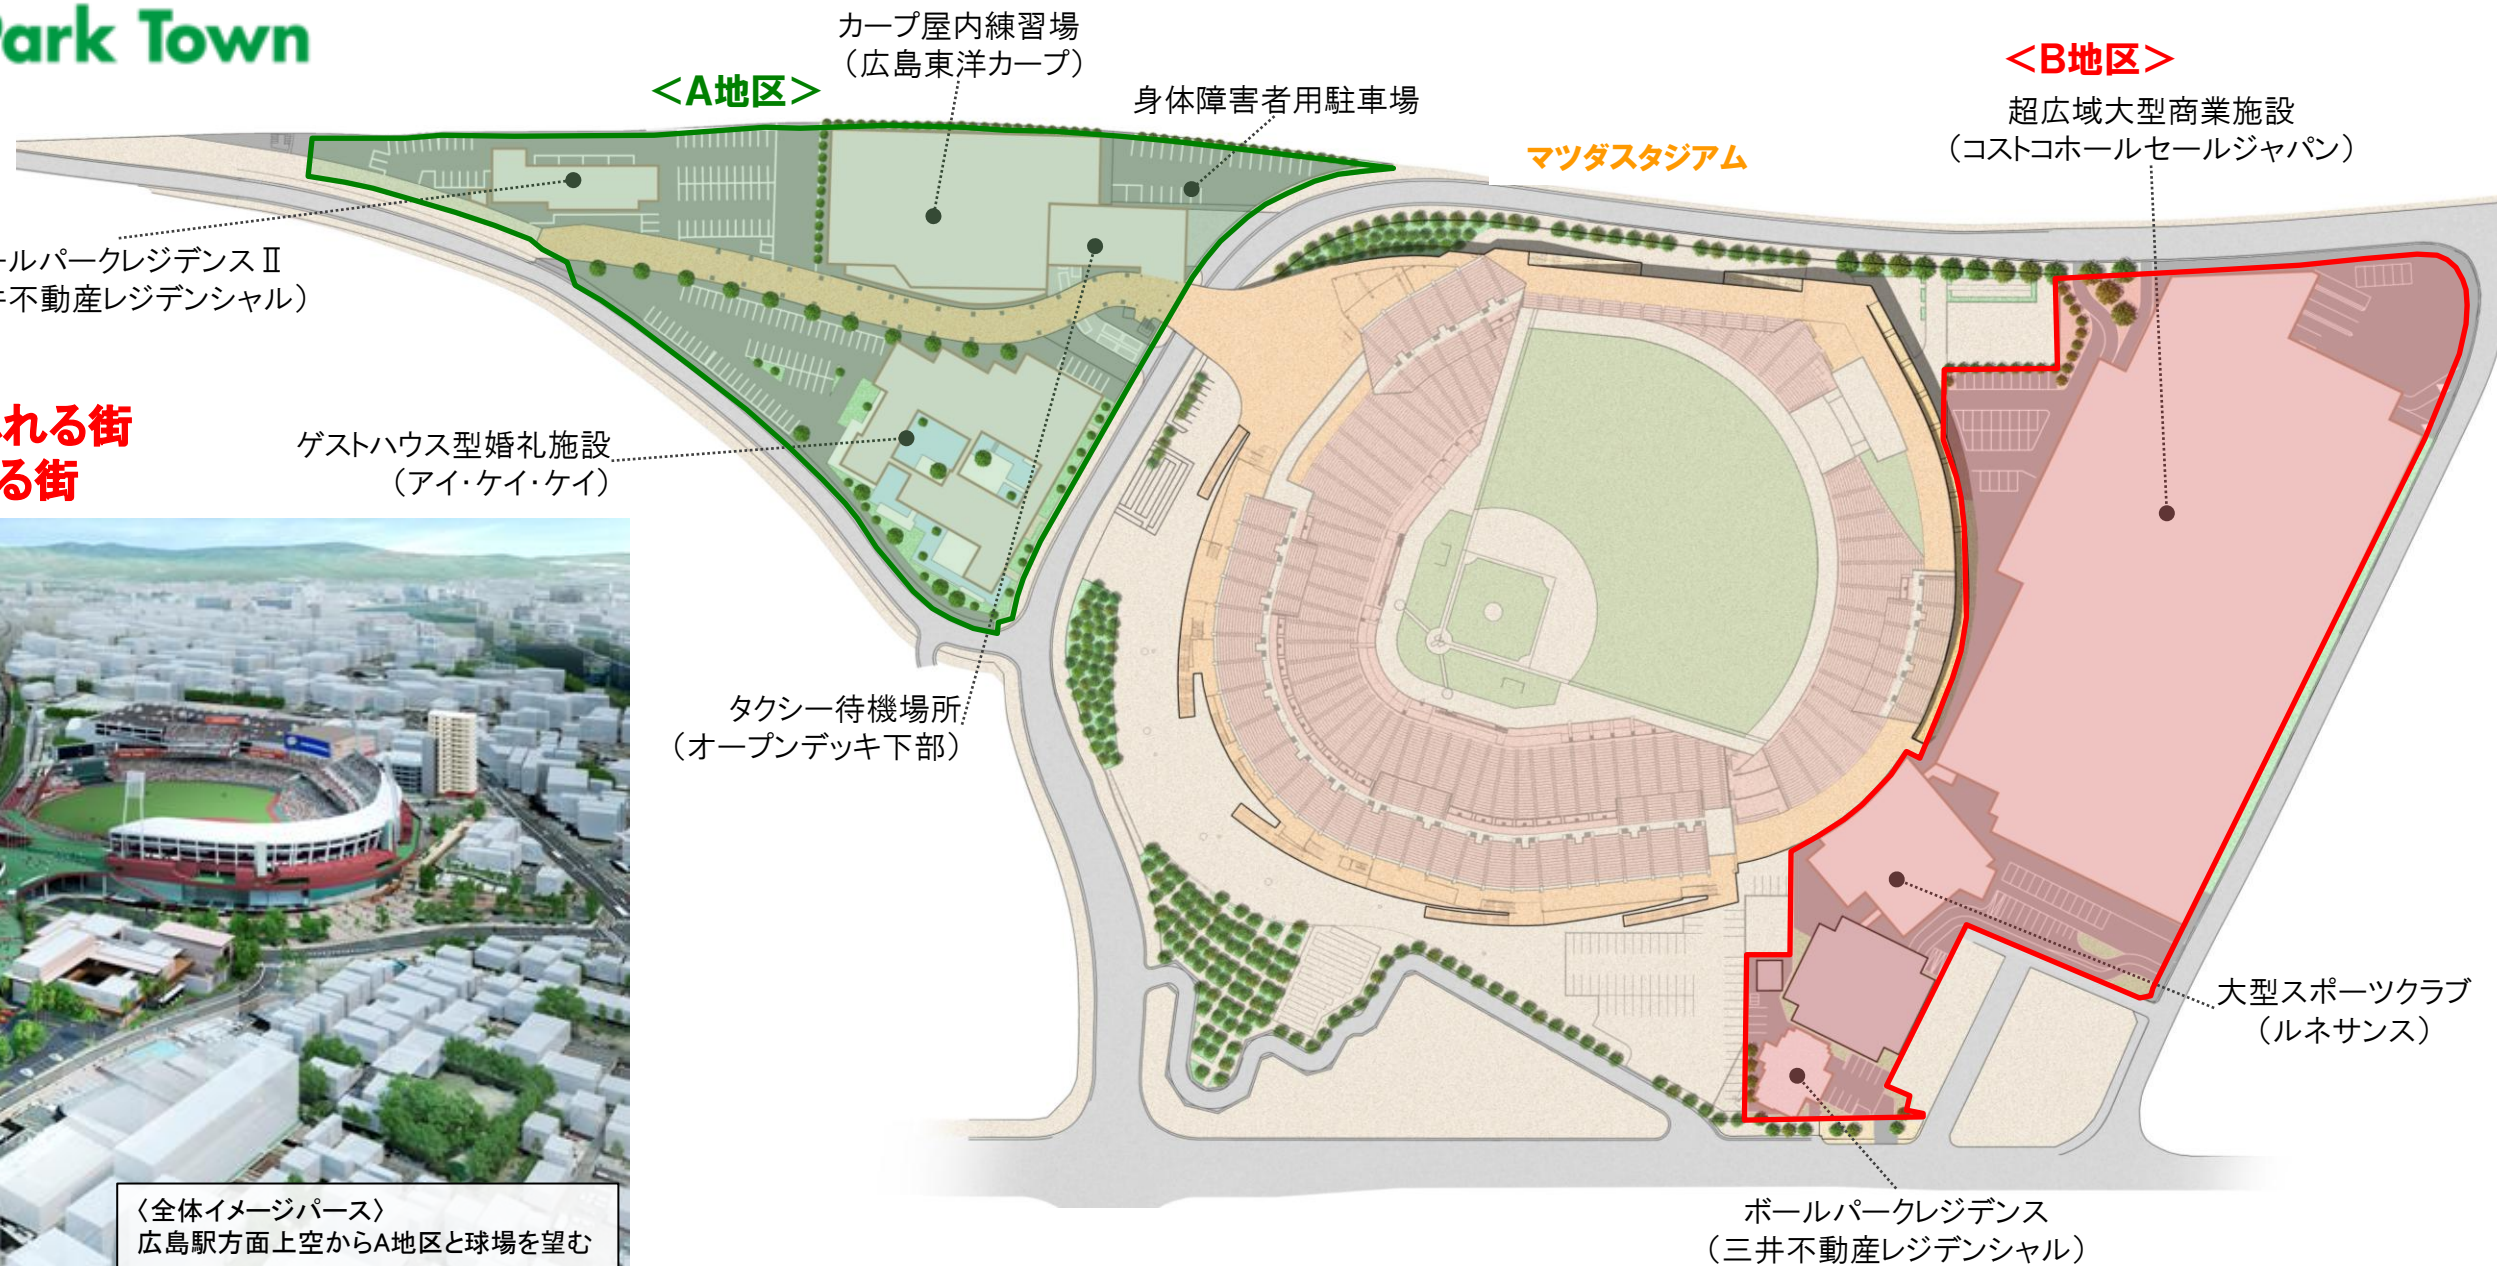 Park Town
カープ屋内練習場
（広島東洋カープ）
＜A地区＞
身体障害者用駐車場
マツダスタジアム
＜B地区＞
超広域大型商業施設
（コストコホールセールジャパン）
ールパークレジデンスⅡ
井不動産レジデンシャル）
れる街
る街
ゲストハウス型婚礼施設
（アイ・ケイ・ケイ）
タクシー待機場所
（オープンデッキ下部）
大型スポーツクラブ
（ルネサンス）
ボールパークレジデンス
（三井不動産レジデンシャル）
〈全体イメージパース〉
広島駅方面上空からA地区と球場を望む